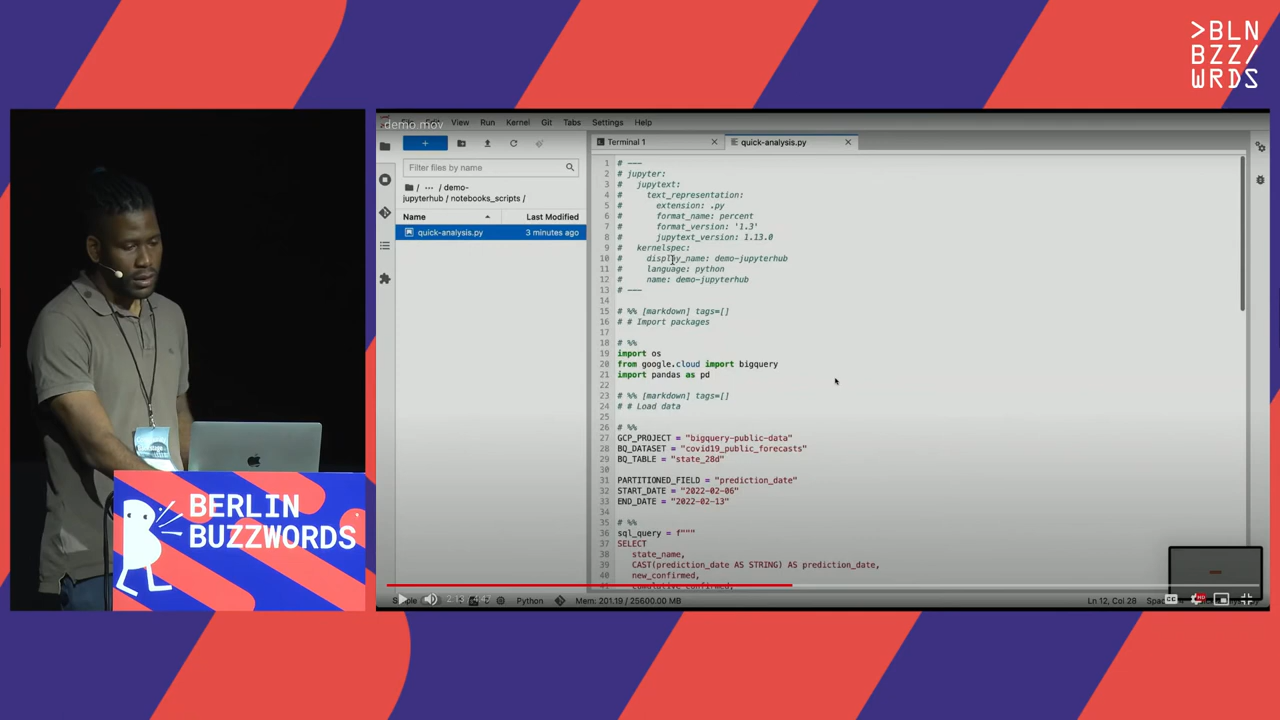 >BLN
BZZ/
WRDS
demo.mov
View Run Kernel Git Tabs Settings Help
+
Filter files by name
/ ··· / demo-
jupyterhub / notebooks_scripts /
Name Last Modified
quick-analysis.py 3 minutes ago
Terminal 1 × quick-analysis.py ×
1 # ---
2 # jupyter:
3 #   jupytext:
4 #     text_representation:
5 #       extension: .py
6 #       format_name: percent
7 #       format_version: '1.3'
8 #       jupytext_version: 1.13.0
9 #   kernelspec:
10 #     display_name: demo-jupyterhub
11 #     language: python
12 #     name: demo-jupyterhub
13 # ---
14
15 # %% [markdown] tags=[]
16 # # Import packages
17
18 # %%
19 import os
20 from google.cloud import bigquery
21 import pandas as pd
22
23 # %% [markdown] tags=[]
24 # # Load data
25
26 # %%
27 GCP_PROJECT = "bigquery-public-data"
28 BQ_DATASET = "covid19_public_forecasts"
29 BQ_TABLE = "state_28d"
30
31 PARTITIONED_FIELD = "prediction_date"
32 START_DATE = "2022-02-06"
33 END_DATE = "2022-02-13"
34
35 # %%
36 sql_query = f"""
37 SELECT
38   state_name,
39   CAST(prediction_date AS STRING) AS prediction_date,
40   new_confirmed,
Python Mem: 201.19 / 25600.00 MB Ln 12, Col 28
CC HD
BERLIN
BUZZWORDS